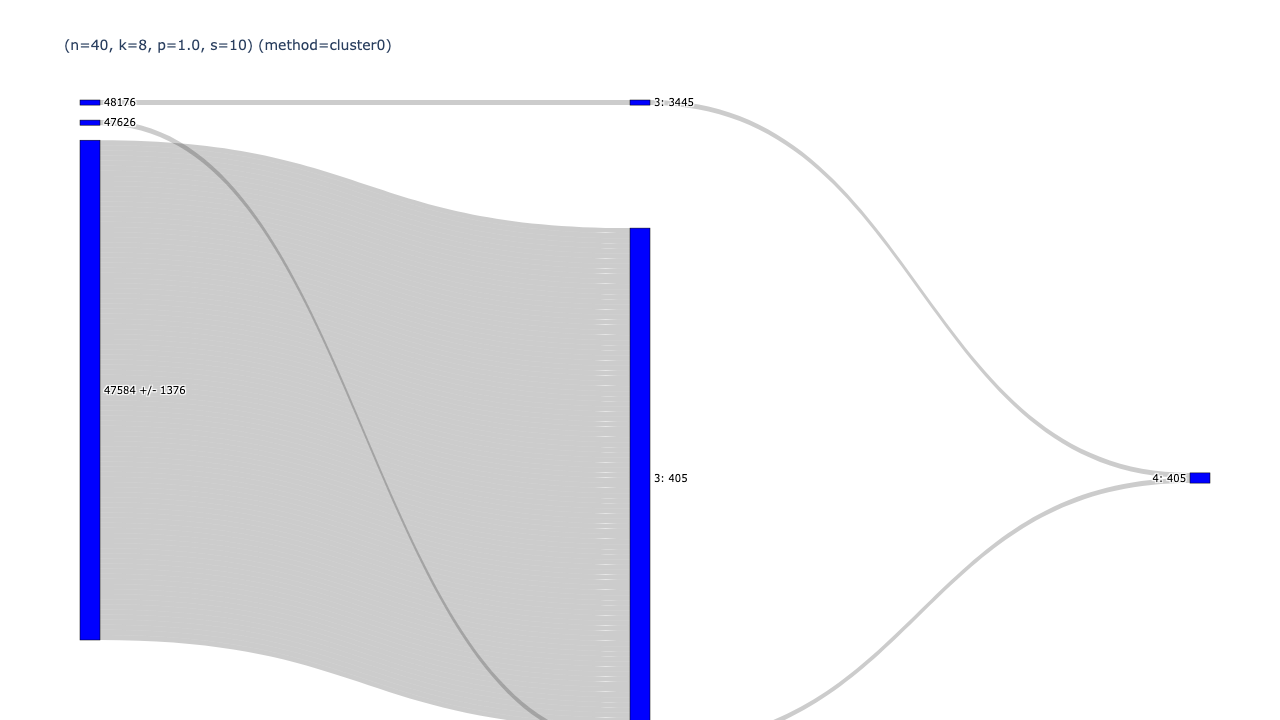 (n=40, k=8, p=1.0, s=10) (method=cluster0)
48176
3: 3445
47626
47584 +/- 1376
3: 405
4: 405